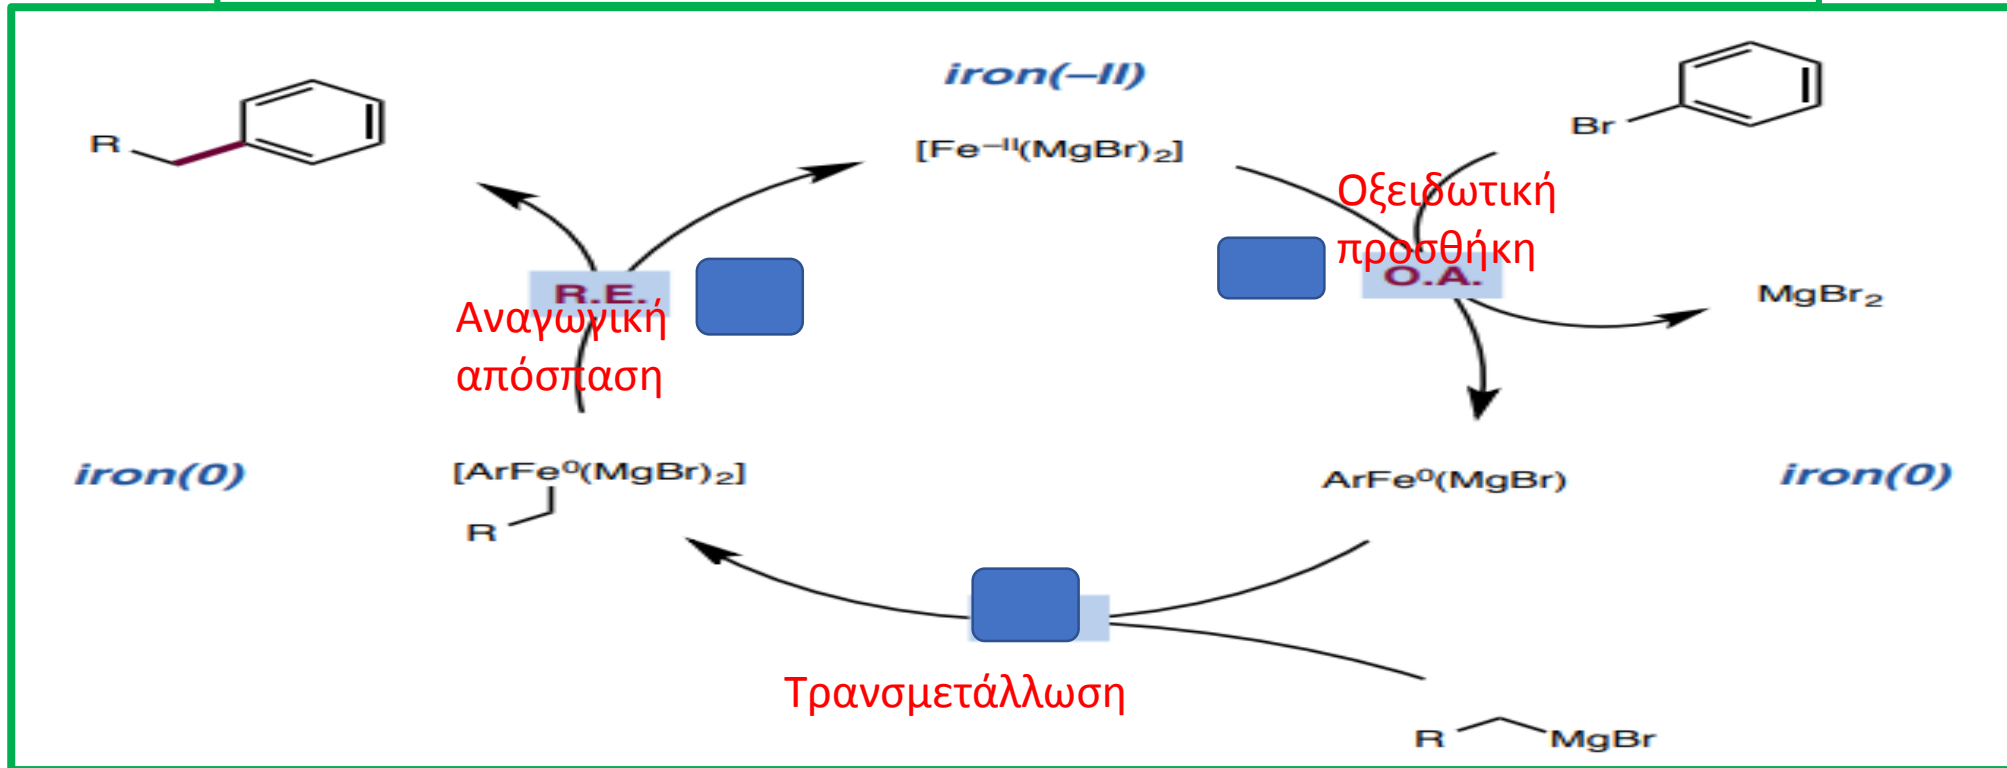 iron(–II)
[Fe⁻ᴵᴵ(MgBr)₂]
Br
R
Οξειδωτική
προσθήκη
O.A.
R.E.
Αναγωγική
απόσπαση
MgBr₂
iron(0)
[ArFe⁰(MgBr)₂]
R
ArFe⁰(MgBr)
iron(0)
Τρανσμετάλλωση
R
MgBr